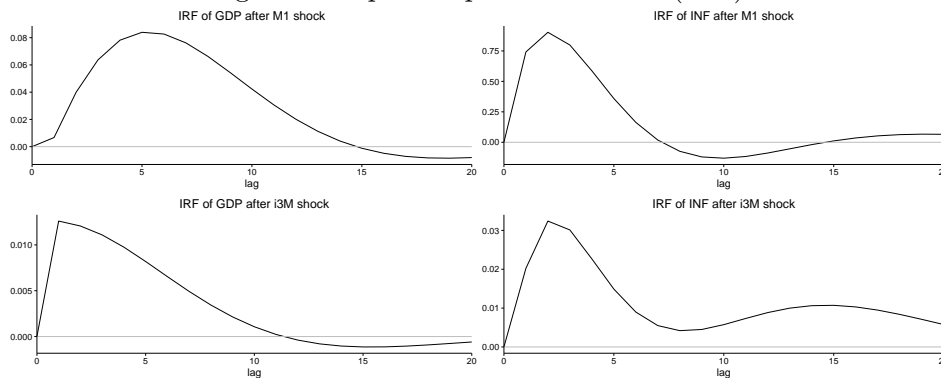 IRF of GDP after M1 shock
0.08
0.06
0.04
0.02
0.00
0 5 10 15 20
lag
IRF of INF after M1 shock
0.75
0.50
0.25
0.00
0 5 10 15
lag
IRF of GDP after i3M shock
0.010
0.005
0.000
0 5 10 15 20
lag
IRF of INF after i3M shock
0.03
0.02
0.01
0.00
0 5 10 15
lag